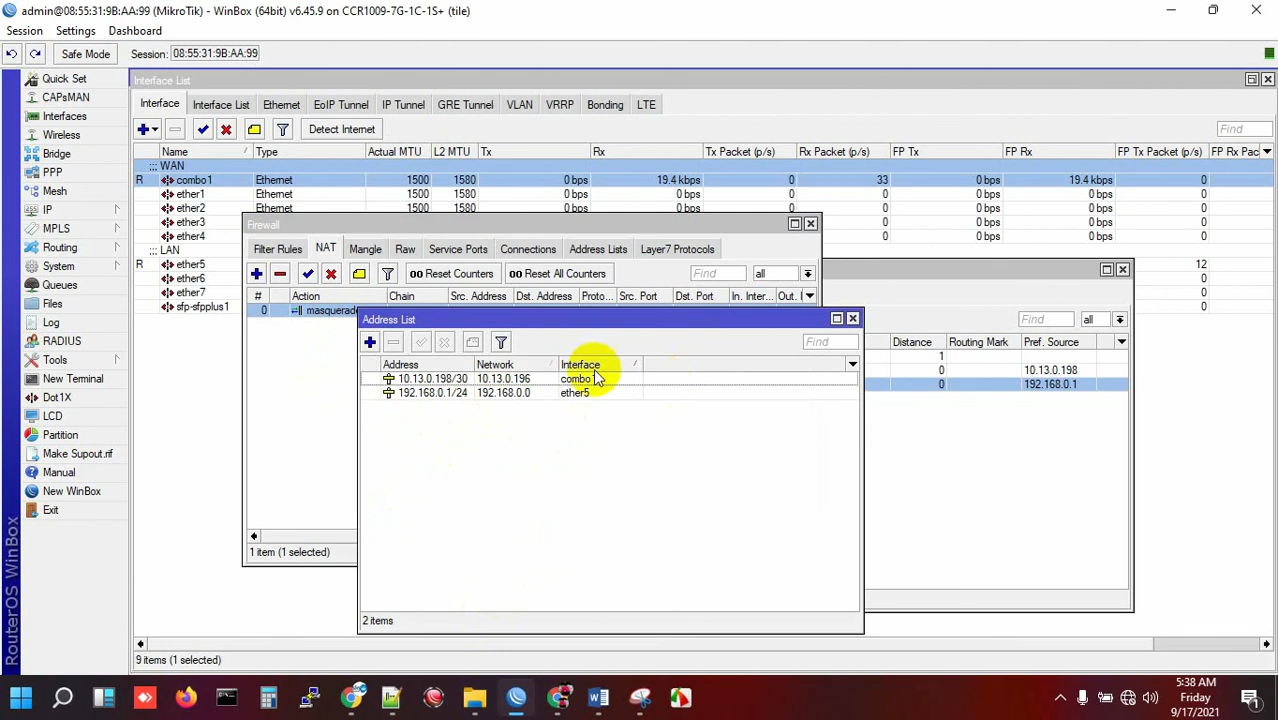 admin@08:55:31:9B:AA:99 (MikroTik) - WinBox (64bit) v6.45.9 on CCR1009-7G-1C-1S+ (tile)
Session Settings Dashboard
Safe Mode Session: 08:55:31:9B:AA:99
RouterOS WinBox
Quick Set
CAPsMAN
Interfaces
Wireless
Bridge
PPP
Mesh
IP
MPLS
Routing
System
Queues
Files
Log
RADIUS
Tools
New Terminal
Dot1X
LCD
Partition
Make Supout.rif
Manual
New WinBox
Exit
Interface List
Interface Interface List Ethernet EoIP Tunnel IP Tunnel GRE Tunnel VLAN VRRP Bonding LTE
Detect Internet Find
Name Type Actual MTU L2 MTU Tx Rx Tx Packet (p/s) Rx Packet (p/s) FP Tx FP Rx FP Tx Packet (p/s) FP Rx Pac
::: WAN
R combo1 Ethernet 1500 1580 0 bps 19.4 kbps 0 33 0 bps 19.4 kbps 0
ether1 Ethernet 1500 1580 0 bps 0 bps 0 0 0 bps 0 bps 0
ether2 Ethernet 1500 1580 0 bps 0 bps 0 0 0 bps 0 bps 0
ether3 0 0 bps 0 bps 0
ether4 0 0 bps 0 bps 0
::: LAN
R ether5 12
ether6 0
ether7 0
sfp-sfpplus1 0
9 items (1 selected)
Firewall
Filter Rules NAT Mangle Raw Service Ports Connections Address Lists Layer7 Protocols
00 Reset Counters 00 Reset All Counters Find all
# Action Chain Src. Address Dst. Address Proto... Src. Port Dst. Port In. Inter... Out. I
0 masquerade
1 item (1 selected)
Find all
Distance Routing Mark Pref. Source
1
0 10.13.0.198
0 192.168.0.1
Address List
Find
Address Network Interface
10.13.0.198/30 10.13.0.196 combo1
192.168.0.1/24 192.168.0.0 ether5
2 items
5:38 AM
Friday
9/17/2021
1